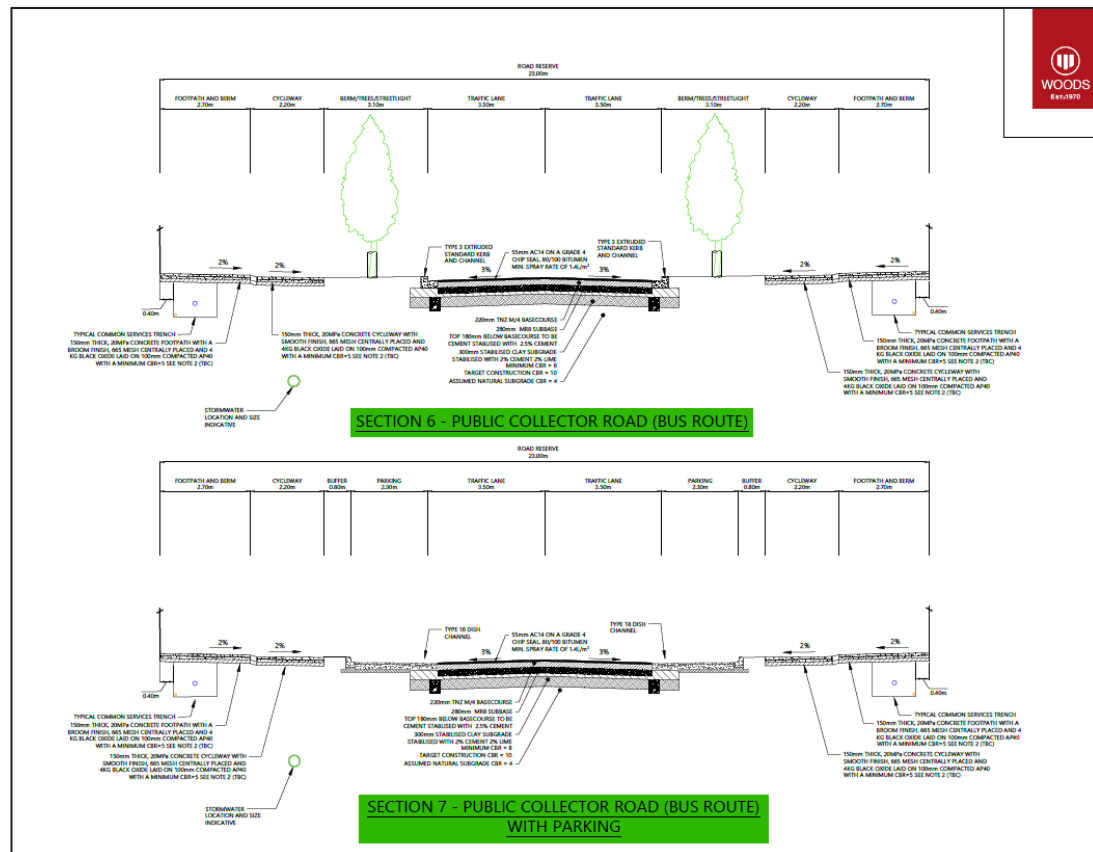 WOODS
Est.1970
ROAD RESERVE
23.00m
FOOTPATH AND BERM
2.70m
CYCLEWAY
2.20m
BERM/TREES/STREETLIGHT
3.10m
TRAFFIC LANE
3.50m
TRAFFIC LANE
3.50m
BERM/TREES/STREETLIGHT
3.10m
CYCLEWAY
2.20m
FOOTPATH AND BERM
2.70m
TYPE 3 EXTRUDED
STANDARD KERB
AND CHANNEL
55mm AC14 ON A GRADE 4
CHIP SEAL. 80/100 BITUMEN
MIN. SPRAY RATE OF 1.4L/m²
TYPE 3 EXTRUDED
STANDARD KERB
AND CHANNEL
2%
2%
3%
3%
2%
2%
0.40m
0.40m
TYPICAL COMMON SERVICES TRENCH
150mm THICK, 20MPa CONCRETE FOOTPATH WITH A
BROOM FINISH, 665 MESH CENTRALLY PLACED AND 4
KG BLACK OXIDE LAID ON 100mm COMPACTED AP40
WITH A MINIMUM CBR=5 SEE NOTE 2 (TBC)
150mm THICK, 20MPa CONCRETE CYCLEWAY WITH
SMOOTH FINISH, 665 MESH CENTRALLY PLACED AND
4KG BLACK OXIDE LAID ON 100mm COMPACTED AP40
WITH A MINIMUM CBR=5 SEE NOTE 2 (TBC)
220mm TNZ M/4 BASECOURSE
280mm MR8 SUBBASE
TOP 180mm BELOW BASECOURSE TO BE
CEMENT STABLISED WITH 2.5% CEMENT
300mm STABILISED CLAY SUBGRADE
STABILISED WITH 2% CEMENT 2% LIME
MINIMUM CBR = 8
TARGET CONSTRUCTION CBR = 10
ASSUMED NATURAL SUBGRADE CBR = 4
TYPICAL COMMON SERVICES TRENCH
150mm THICK, 20MPa CONCRETE FOOTPATH WITH A
BROOM FINISH, 665 MESH CENTRALLY PLACED AND 4
KG BLACK OXIDE LAID ON 100mm COMPACTED AP40
WITH A MINIMUM CBR=5 SEE NOTE 2 (TBC)
150mm THICK, 20MPa CONCRETE CYCLEWAY WITH
SMOOTH FINISH, 665 MESH CENTRALLY PLACED AND
4KG BLACK OXIDE LAID ON 100mm COMPACTED AP40
WITH A MINIMUM CBR=5 SEE NOTE 2 (TBC)
STORMWATER
LOCATION AND SIZE
INDICATIVE
SECTION 6 - PUBLIC COLLECTOR ROAD (BUS ROUTE)
ROAD RESERVE
23.00m
FOOTPATH AND BERM
2.70m
CYCLEWAY
2.20m
BUFFER
0.80m
PARKING
2.30m
TRAFFIC LANE
3.50m
TRAFFIC LANE
3.50m
PARKING
2.30m
BUFFER
0.80m
CYCLEWAY
2.20m
FOOTPATH AND BERM
2.70m
TYPE 18 DISH
CHANNEL
55mm AC14 ON A GRADE 4
CHIP SEAL. 80/100 BITUMEN
MIN. SPRAY RATE OF 1.4L/m²
TYPE 18 DISH
CHANNEL
2%
2%
3%
3%
2%
2%
0.40m
0.40m
TYPICAL COMMON SERVICES TRENCH
150mm THICK, 20MPa CONCRETE FOOTPATH WITH A
BROOM FINISH, 665 MESH CENTRALLY PLACED AND 4
KG BLACK OXIDE LAID ON 100mm COMPACTED AP40
WITH A MINIMUM CBR=5 SEE NOTE 2 (TBC)
150mm THICK, 20MPa CONCRETE CYCLEWAY WITH
SMOOTH FINISH, 665 MESH CENTRALLY PLACED AND
4KG BLACK OXIDE LAID ON 100mm COMPACTED AP40
WITH A MINIMUM CBR=5 SEE NOTE 2 (TBC)
220mm TNZ M/4 BASECOURSE
280mm MR8 SUBBASE
TOP 180mm BELOW BASECOURSE TO BE
CEMENT STABLISED WITH 2.5% CEMENT
300mm STABILISED CLAY SUBGRADE
STABILISED WITH 2% CEMENT 2% LIME
MINIMUM CBR = 8
TARGET CONSTRUCTION CBR = 10
ASSUMED NATURAL SUBGRADE CBR = 4
TYPICAL COMMON SERVICES TRENCH
150mm THICK, 20MPa CONCRETE FOOTPATH WITH A
BROOM FINISH, 665 MESH CENTRALLY PLACED AND 4
KG BLACK OXIDE LAID ON 100mm COMPACTED AP40
WITH A MINIMUM CBR=5 SEE NOTE 2 (TBC)
150mm THICK, 20MPa CONCRETE CYCLEWAY WITH
SMOOTH FINISH, 665 MESH CENTRALLY PLACED AND
4KG BLACK OXIDE LAID ON 100mm COMPACTED AP40
WITH A MINIMUM CBR=5 SEE NOTE 2 (TBC)
STORMWATER
LOCATION AND SIZE
INDICATIVE
SECTION 7 - PUBLIC COLLECTOR ROAD (BUS ROUTE)
WITH PARKING